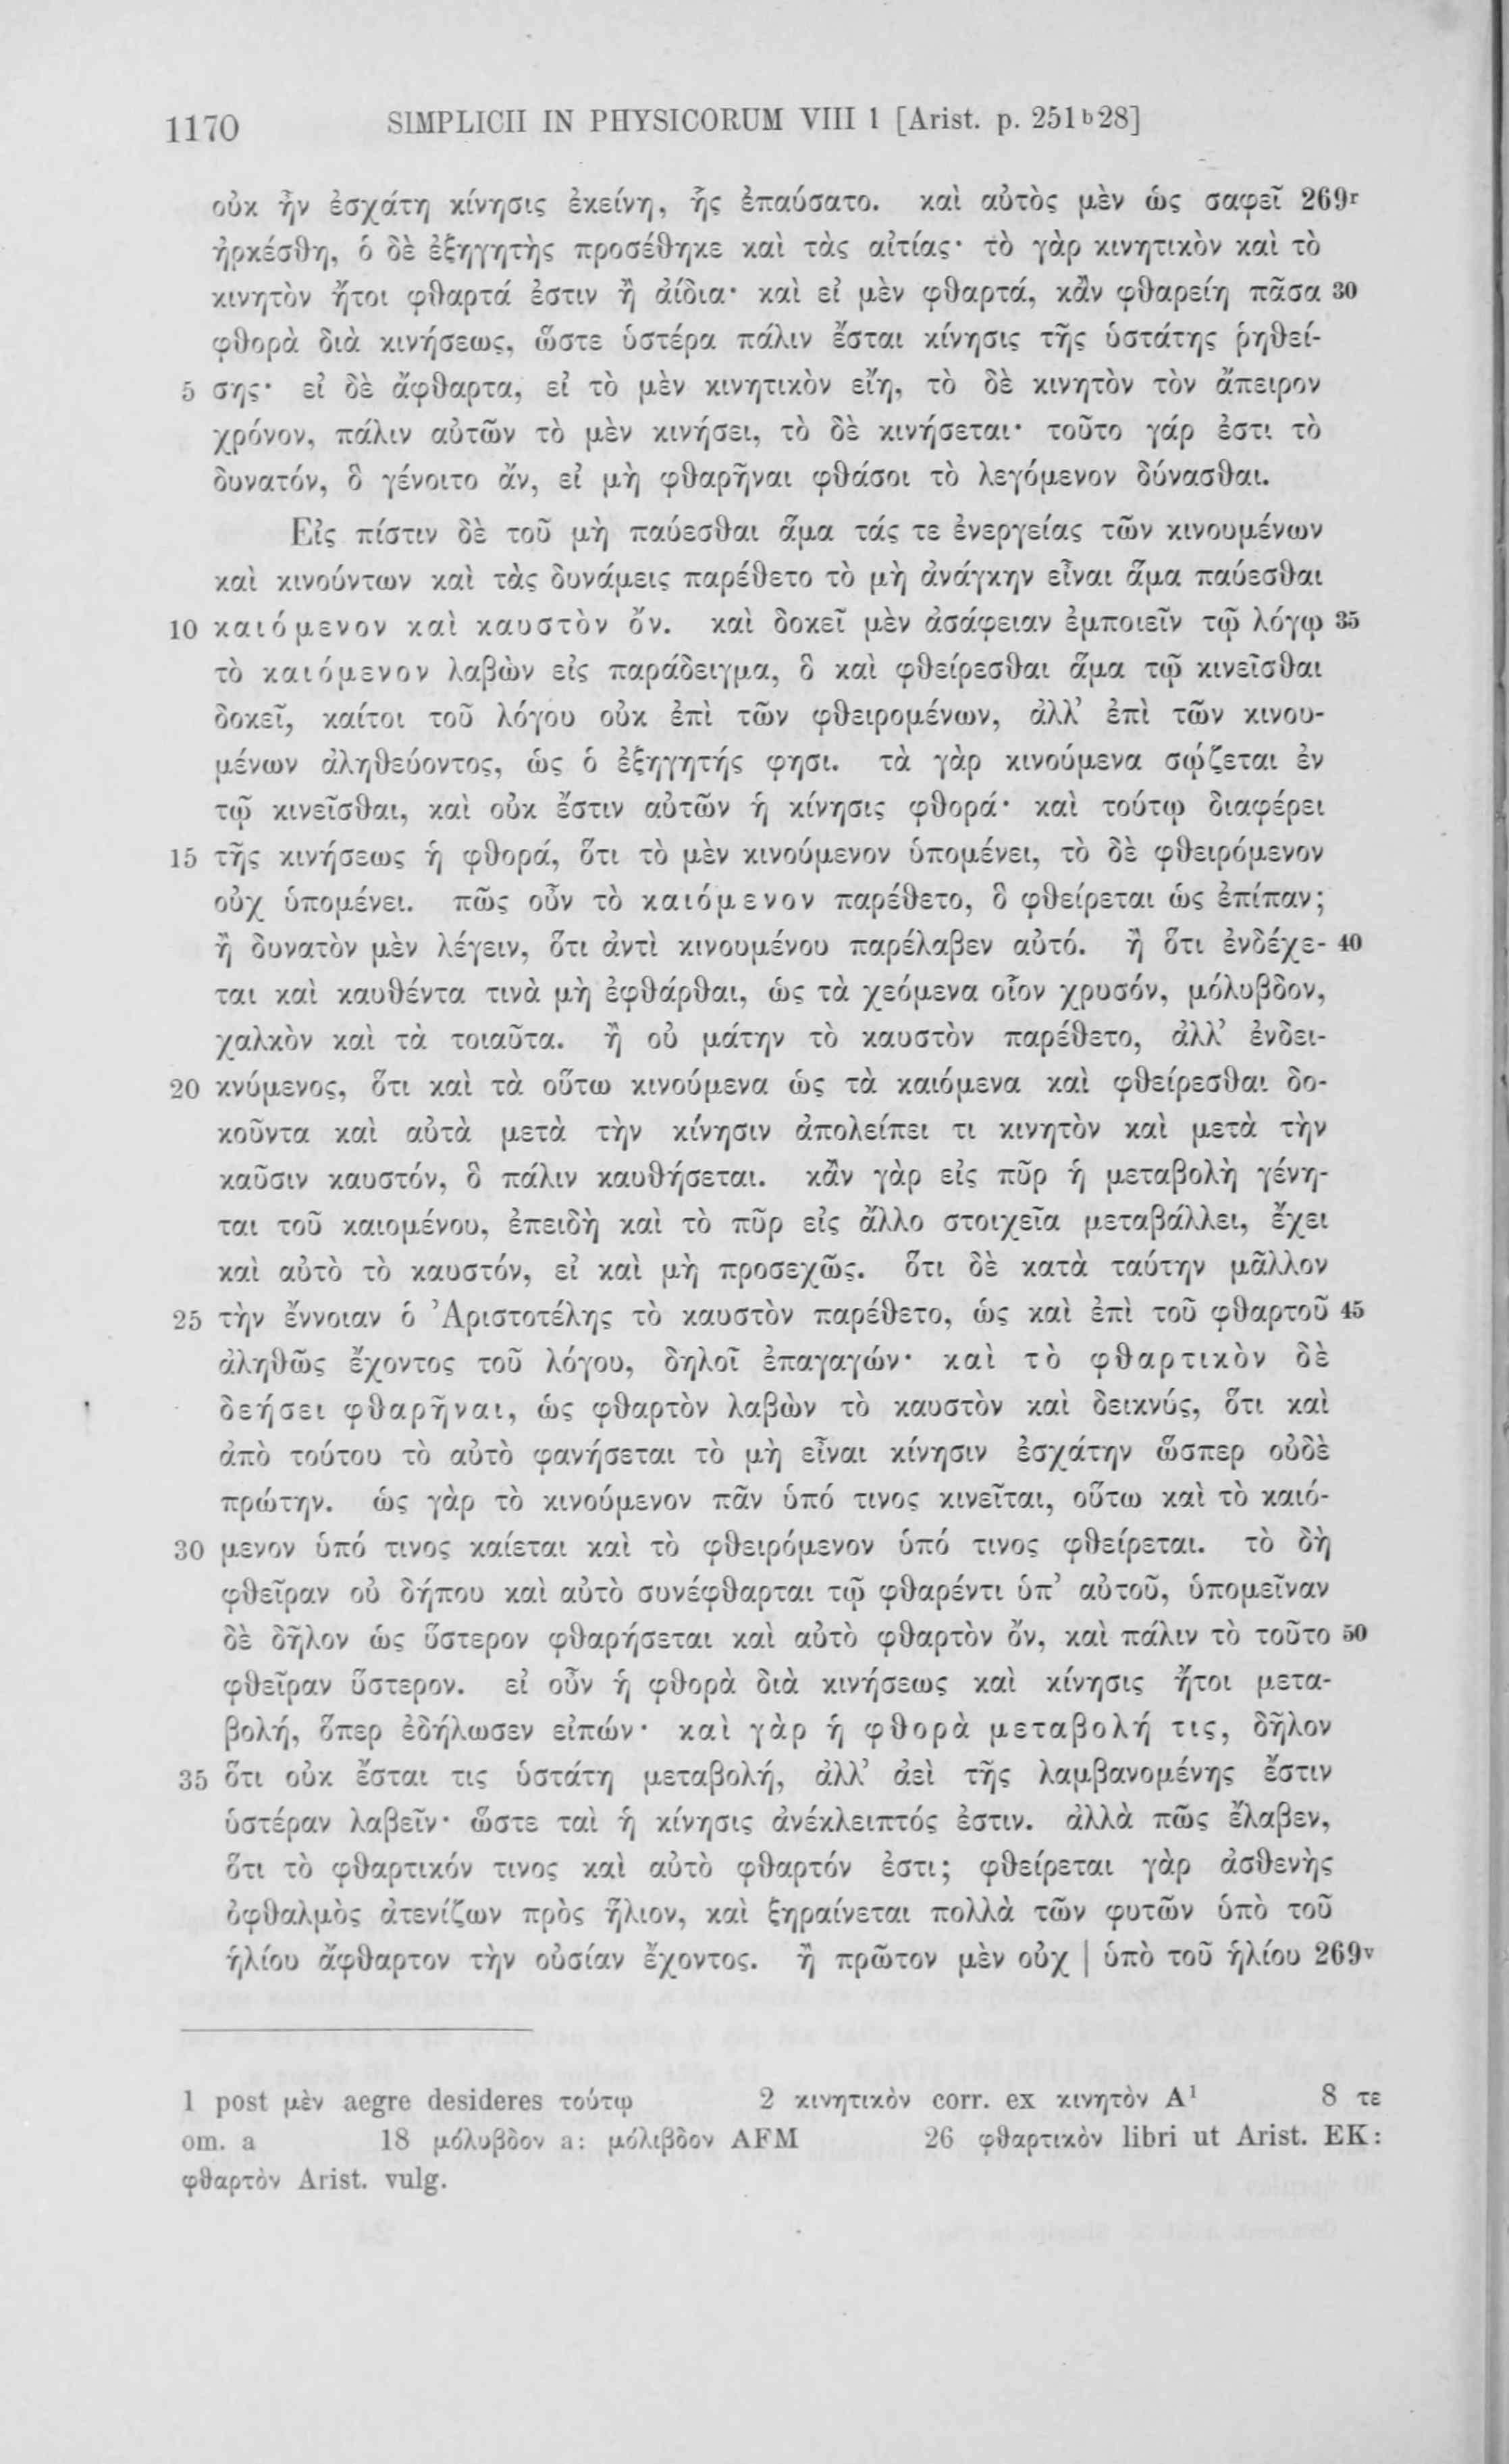 1170 SIMPLICII IN PHYSICORUM VIII 1 [Arist. p. 251ᵇ28]
οὐκ ἦν ἐσχάτη κίνησις ἐκείνη, ἧς ἐπαύσατο. καὶ αὐτὸς μὲν ὡς σαφεῖ 269ʳ
ἠρκέσθη, ὁ δὲ ἐξηγητὴς προσέθηκε καὶ τὰς αἰτίας· τὸ γὰρ κινητικὸν καὶ τὸ
κινητὸν ἤτοι φθαρτά ἐστιν ἢ ἀίδια· καὶ εἰ μὲν φθαρτά, κἂν φθαρείη πᾶσα 30
φθορὰ διὰ κινήσεως, ὥστε ὑστέρα πάλιν ἔσται κίνησις τῆς ὑστάτης ῥηθεί-
5 σης· εἰ δὲ ἄφθαρτα, εἰ τὸ μὲν κινητικὸν εἴη, τὸ δὲ κινητὸν τὸν ἄπειρον
χρόνον, πάλιν αὐτῶν τὸ μὲν κινήσει, τὸ δὲ κινήσεται· τοῦτο γάρ ἐστι τὸ
δυνατόν, ὃ γένοιτο ἄν, εἰ μὴ φθαρῆναι φθάσοι τὸ λεγόμενον δύνασθαι.
Εἰς πίστιν δὲ τοῦ μὴ παύεσθαι ἅμα τάς τε ἐνεργείας τῶν κινουμένων
καὶ κινούντων καὶ τὰς δυνάμεις παρέθετο τὸ μὴ ἀνάγκην εἶναι ἅμα παύεσθαι
10 καιόμενον καὶ καυστὸν ὄν. καὶ δοκεῖ μὲν ἀσάφειαν ἐμποιεῖν τῷ λόγῳ 35
τὸ καιόμενον λαβὼν εἰς παράδειγμα, ὃ καὶ φθείρεσθαι ἅμα τῷ κινεῖσθαι
δοκεῖ, καίτοι τοῦ λόγου οὐκ ἐπὶ τῶν φθειρομένων, ἀλλ’ ἐπὶ τῶν κινου-
μένων ἀληθεύοντος, ὡς ὁ ἐξηγητής φησι. τὰ γὰρ κινούμενα σῴζεται ἐν
τῷ κινεῖσθαι, καὶ οὐκ ἔστιν αὐτῶν ἡ κίνησις φθορά· καὶ τούτῳ διαφέρει
15 τῆς κινήσεως ἡ φθορά, ὅτι τὸ μὲν κινούμενον ὑπομένει, τὸ δὲ φθειρόμενον
οὐχ ὑπομένει. πῶς οὖν τὸ καιόμενον παρέθετο, ὃ φθείρεται ὡς ἐπίπαν;
ἢ δυνατὸν μὲν λέγειν, ὅτι ἀντὶ κινουμένου παρέλαβεν αὐτό. ἢ ὅτι ἐνδέχε- 40
ται καὶ καυθέντα τινὰ μὴ ἐφθάρθαι, ὡς τὰ χεόμενα οἷον χρυσόν, μόλυβδον,
χαλκὸν καὶ τὰ τοιαῦτα. ἢ οὐ μάτην τὸ καυστὸν παρέθετο, ἀλλ’ ἐνδει-
20 κνύμενος, ὅτι καὶ τὰ οὕτω κινούμενα ὡς τὰ καιόμενα καὶ φθείρεσθαι δο-
κοῦντα καὶ αὐτὰ μετὰ τὴν κίνησιν ἀπολείπει τι κινητὸν καὶ μετὰ τὴν
καῦσιν καυστόν, ὃ πάλιν καυθήσεται. κἂν γὰρ εἰς πῦρ ἡ μεταβολὴ γένη-
ται τοῦ καιομένου, ἐπειδὴ καὶ τὸ πῦρ εἰς ἄλλο στοιχεῖα μεταβάλλει, ἔχει
καὶ αὐτὸ τὸ καυστόν, εἰ καὶ μὴ προσεχῶς. ὅτι δὲ κατὰ ταύτην μᾶλλον
25 τὴν ἔννοιαν ὁ Ἀριστοτέλης τὸ καυστὸν παρέθετο, ὡς καὶ ἐπὶ τοῦ φθαρτοῦ 45
ἀληθῶς ἔχοντος τοῦ λόγου, δηλοῖ ἐπαγαγών· καὶ τὸ φθαρτικὸν δὲ
δεήσει φθαρῆναι, ὡς φθαρτὸν λαβὼν τὸ καυστὸν καὶ δεικνύς, ὅτι καὶ
ἀπὸ τούτου τὸ αὐτὸ φανήσεται τὸ μὴ εἶναι κίνησιν ἐσχάτην ὥσπερ οὐδὲ
πρώτην. ὡς γὰρ τὸ κινούμενον πᾶν ὑπό τινος κινεῖται, οὕτω καὶ τὸ καιό-
30 μενον ὑπό τινος καίεται καὶ τὸ φθειρόμενον ὑπό τινος φθείρεται. τὸ δὴ
φθεῖραν οὐ δήπου καὶ αὐτὸ συνέφθαρται τῷ φθαρέντι ὑπ’ αὐτοῦ, ὑπομεῖναν
δὲ δῆλον ὡς ὕστερον φθαρήσεται καὶ αὐτὸ φθαρτὸν ὄν, καὶ πάλιν τὸ τοῦτο 50
φθεῖραν ὕστερον. εἰ οὖν ἡ φθορὰ διὰ κινήσεως καὶ κίνησις ἤτοι μετα-
βολή, ὅπερ ἐδήλωσεν εἰπών· καὶ γὰρ ἡ φθορὰ μεταβολή τις, δῆλον
35 ὅτι οὐκ ἔσται τις ὑστάτη μεταβολή, ἀλλ’ ἀεὶ τῆς λαμβανομένης ἔστιν
ὑστέραν λαβεῖν· ὥστε ταὶ ἡ κίνησις ἀνέκλειπτός ἐστιν. ἀλλὰ πῶς ἔλαβεν,
ὅτι τὸ φθαρτικόν τινος καὶ αὐτὸ φθαρτόν ἐστι; φθείρεται γὰρ ἀσθενὴς
ὀφθαλμὸς ἀτενίζων πρὸς ἥλιον, καὶ ξηραίνεται πολλὰ τῶν φυτῶν ὑπὸ τοῦ
ἡλίου ἄφθαρτον τὴν οὐσίαν ἔχοντος. ἢ πρῶτον μὲν οὐχ | ὑπὸ τοῦ ἡλίου 269ᵛ
1 post μὲν aegre desideres τούτῳ 2 κινητικὸν corr. ex κινητὸν A¹ 8 τε
om. a 18 μόλυβδον a: μόλιβδον AFM 26 φθαρτικὸν libri ut Arist. EK:
φθαρτὸν Arist. vulg.